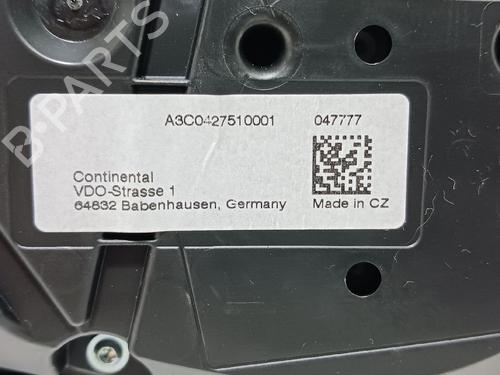 B-PARTS
A3C0427510001 047777
Continental
VDO-Strasse 1
64832 Babenhausen, Germany Made in CZ